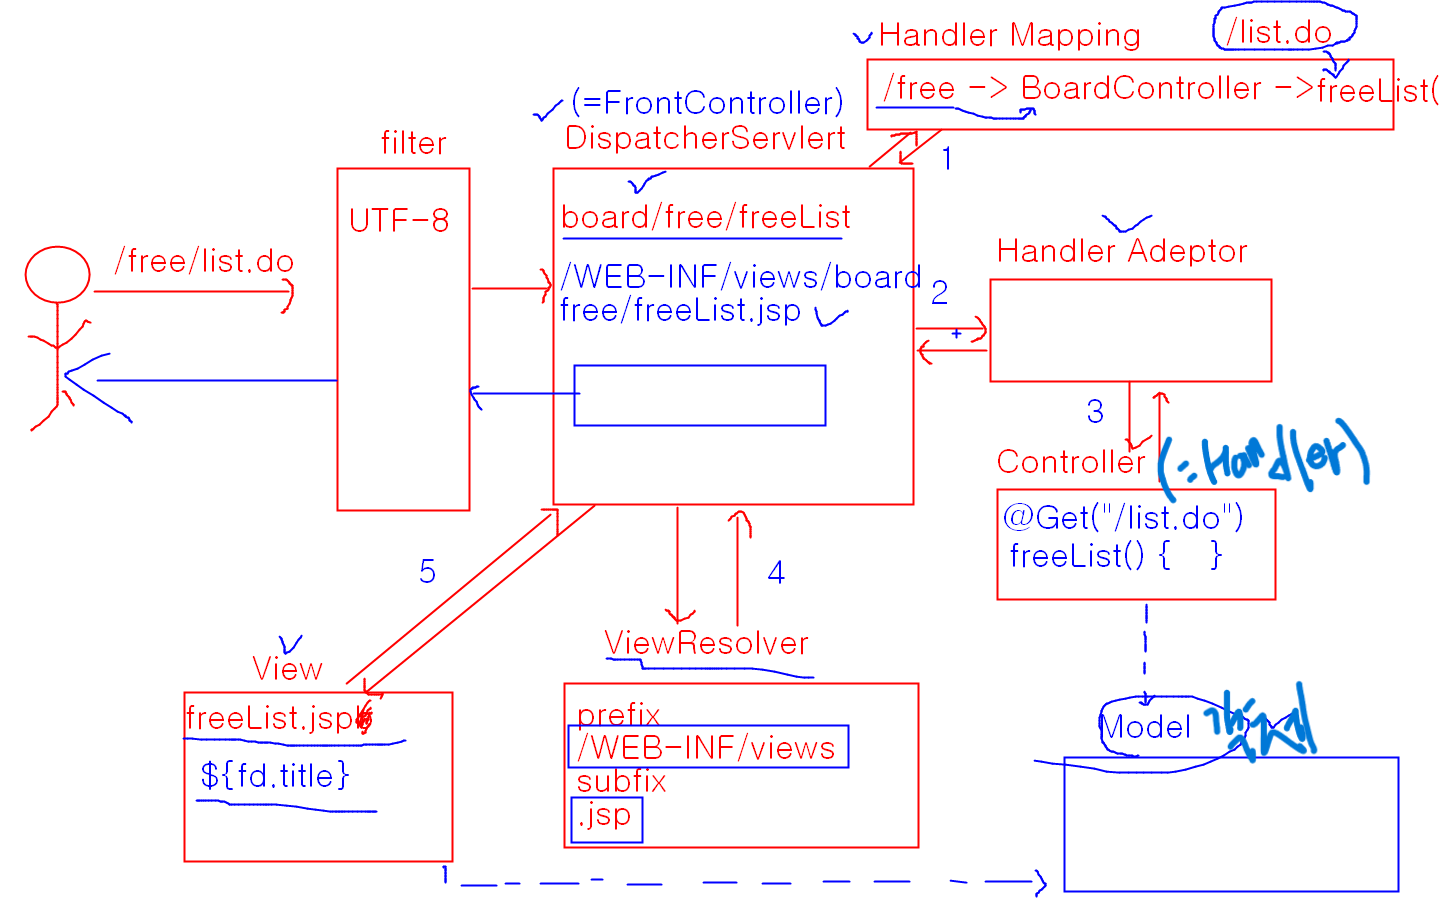 /list.do
Handler Mapping
/free -> BoardController ->freeList(
(=FrontController)
DispatcherServlert
filter
1
UTF-8
board/free/freeList
Handler Adeptor
/free/list.do
/WEB-INF/views/board
free/freeList.jsp
2
+
3
Controller (=Handler)
@Get("/list.do")
freeList() { }
5
4
ViewResolver
View
freeList.jsp
prefix
Model
/WEB-INF/views
${fd.title}
subfix
.jsp